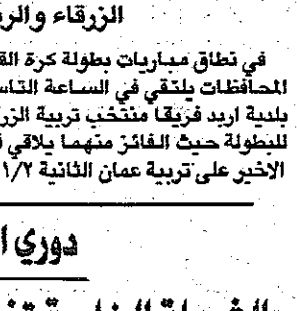 الزرقاء والر
في نطاق مباريات بطولة كرة الق
المحافظات يلتقي في الساعة التاس
بلدية اربد فريقا منتخب تربية الزر
للبطولة حيث الفائز منهما يلاقي
الاخير على تربية عمان الثانية ١/٢
دوري ا